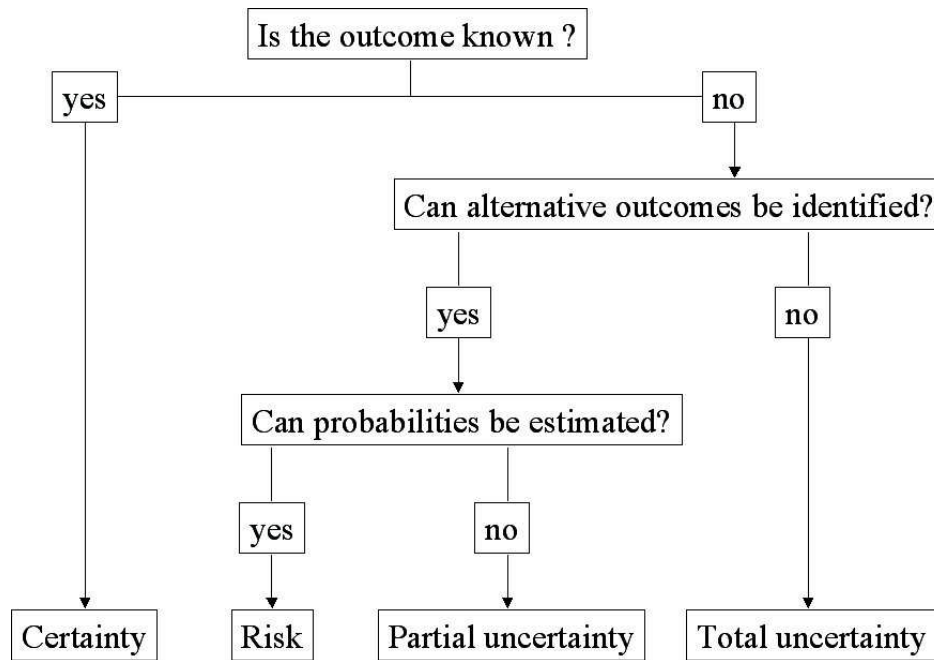 Is the outcome known ?
yes
no
Can alternative outcomes be identified?
yes
no
Can probabilities be estimated?
yes
no
Certainty
Risk
Partial uncertainty
Total uncertainty